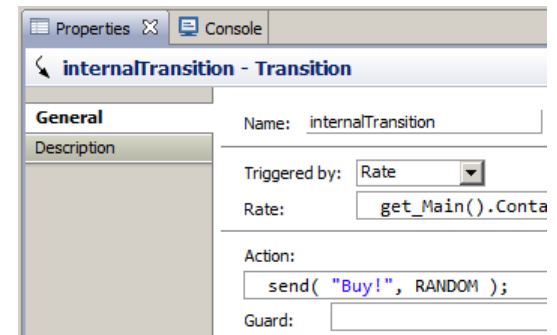 Properties Console
internalTransition - Transition
General
Description
Name: internalTransition
Triggered by: Rate
Rate: get_Main().Conta
Action:
send( "Buy!", RANDOM );
Guard: